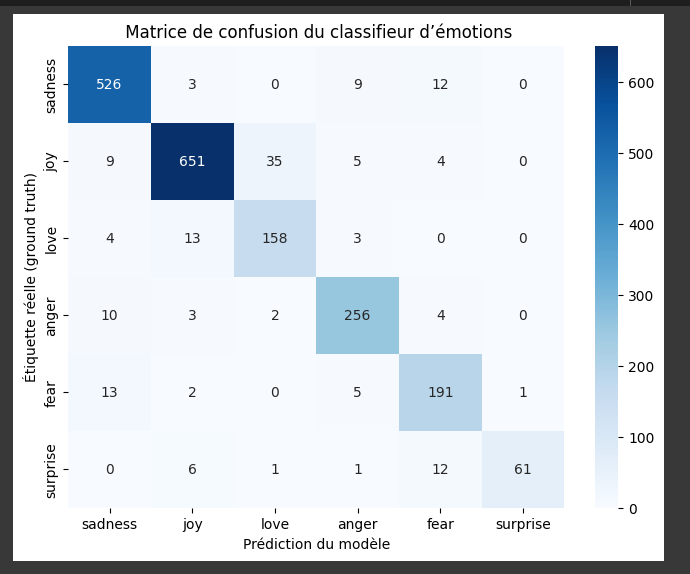 Matrice de confusion du classifieur d’émotions
Étiquette réelle (ground truth)
sadness 526 3 0 9 12 0
joy 9 651 35 5 4 0
love 4 13 158 3 0 0
anger 10 3 2 256 4 0
fear 13 2 0 5 191 1
surprise 0 6 1 1 12 61
sadness joy love anger fear surprise
Prédiction du modèle
600
500
400
300
200
100
0